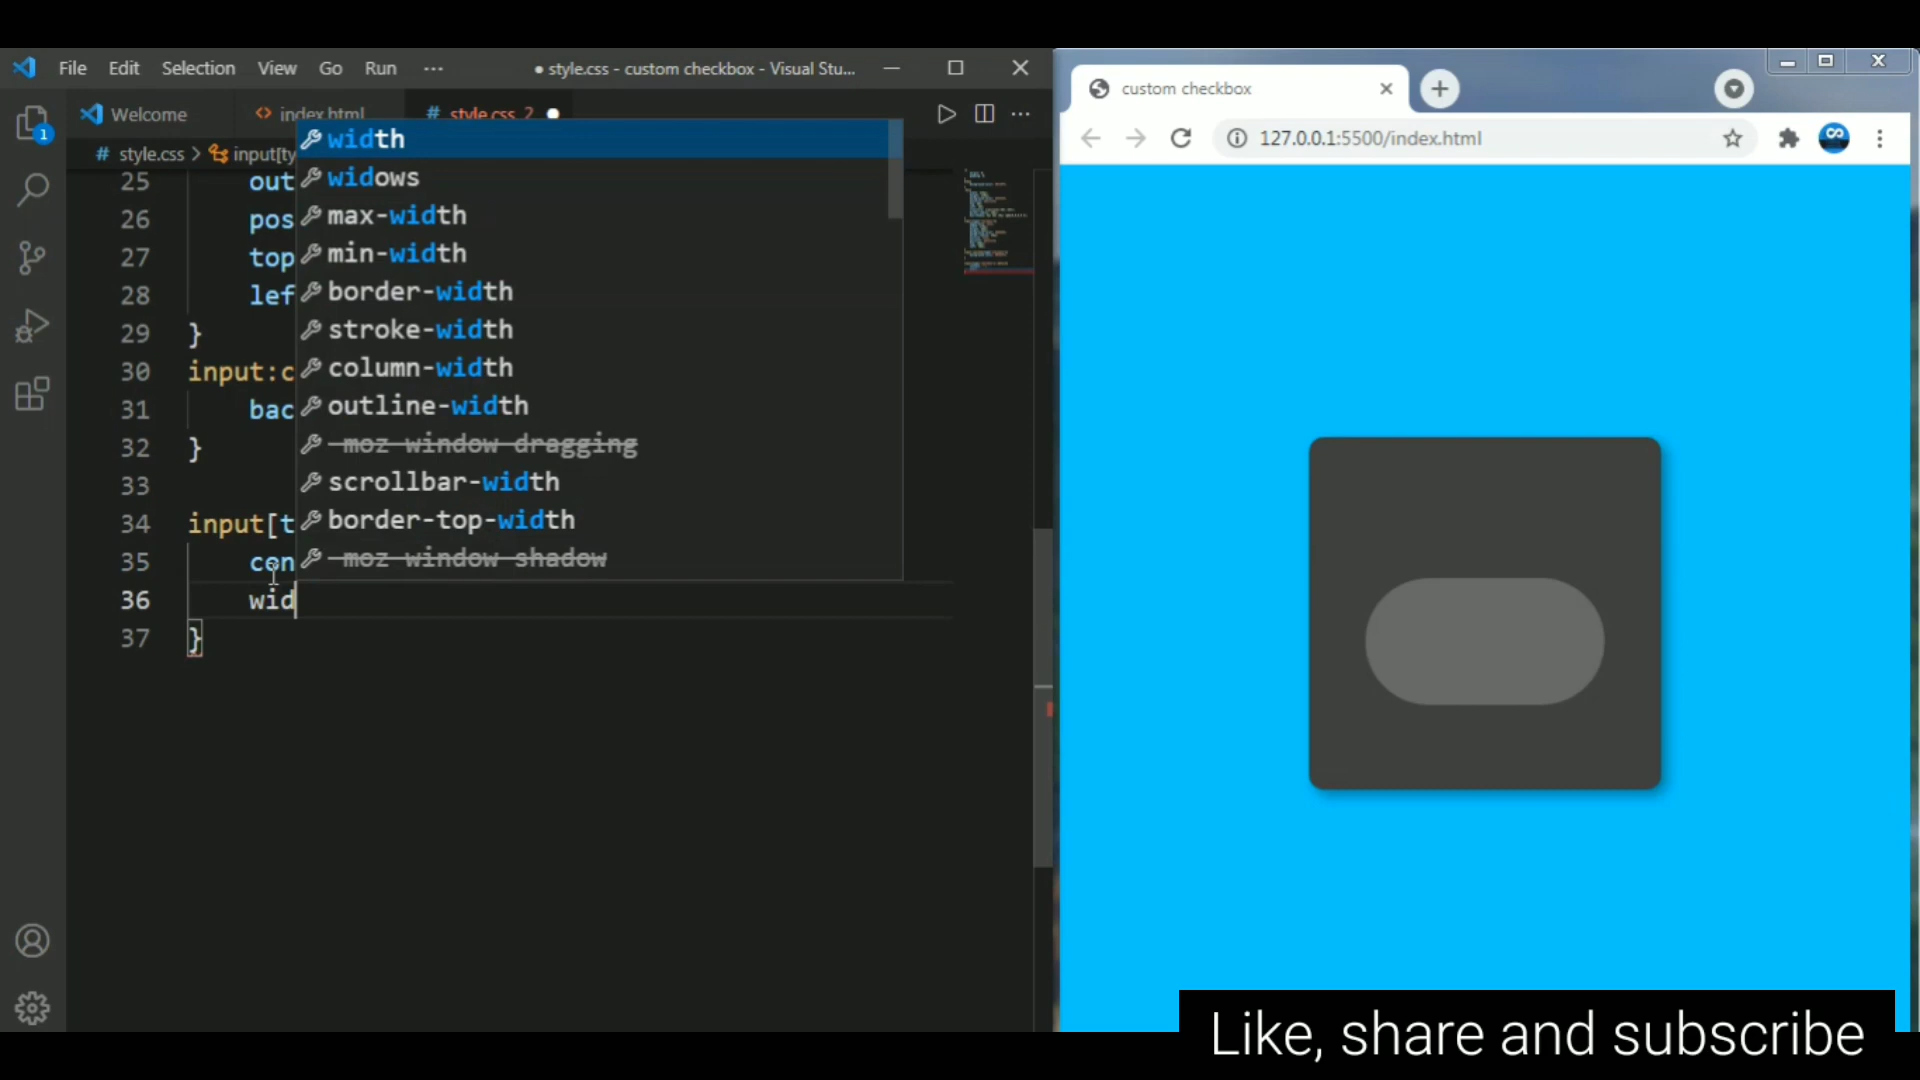 File Edit Selection View Go Run ··· ● style.css - custom checkbox - Visual Stu...
Welcome <> index.html # style.css 2 ●
# style.css > input[ty
25 out
26 pos
27 top
28 lef
29 }
30 input:c
31 bac
32 }
33
34 input[t
35 con
36 wid
37 }
width
widows
max-width
min-width
border-width
stroke-width
column-width
outline-width
-moz-window-dragging
scrollbar-width
border-top-width
-moz-window-shadow
1
custom checkbox
127.0.0.1:5500/index.html
Like, share and subscribe